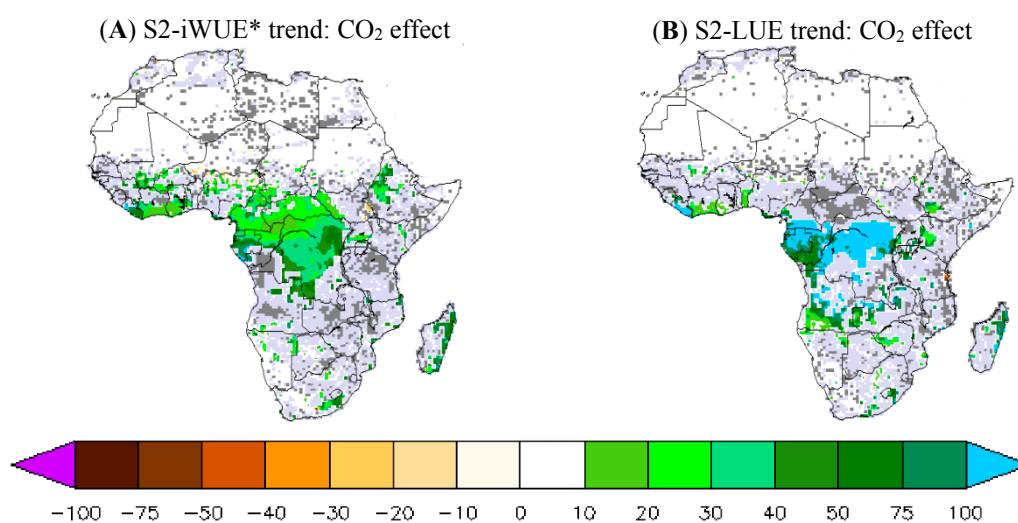 (A) S2-iWUE* trend: CO₂ effect
(B) S2-LUE trend: CO₂ effect
−100 −75 −50 −40 −30 −20 −10 0 10 20 30 40 50 75 100